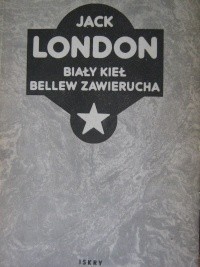 JACK
LONDON
BIAŁY KIEŁ
BELLEW ZAWIERUCHA
ISKRY